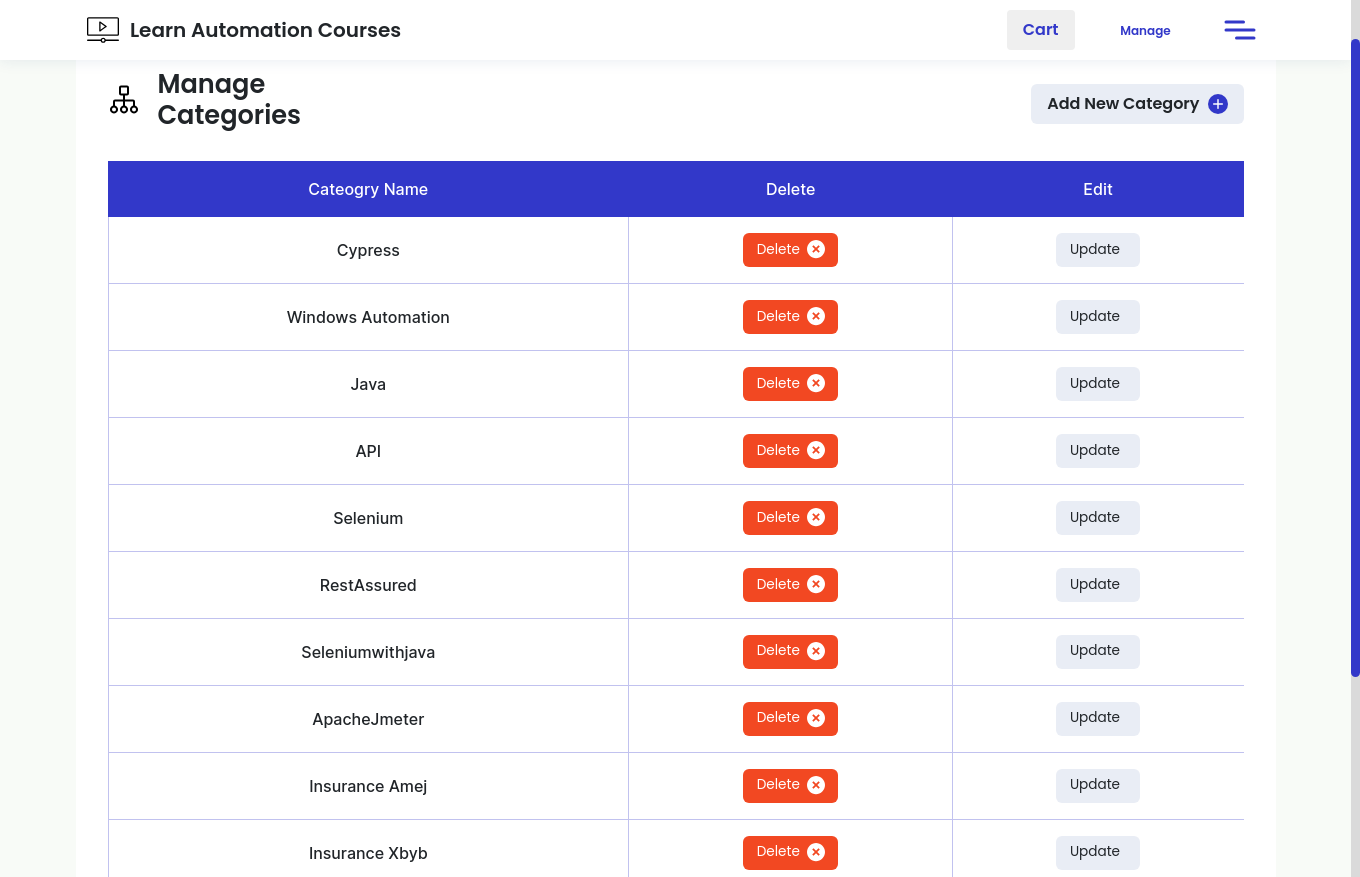 Learn Automation Courses
Cart
Manage
Manage
Categories
Add New Category
Cateogry Name Delete Edit
Cypress Delete Update
Windows Automation Delete Update
Java Delete Update
API Delete Update
Selenium Delete Update
RestAssured Delete Update
Seleniumwithjava Delete Update
ApacheJmeter Delete Update
Insurance Amej Delete Update
Insurance Xbyb Delete Update